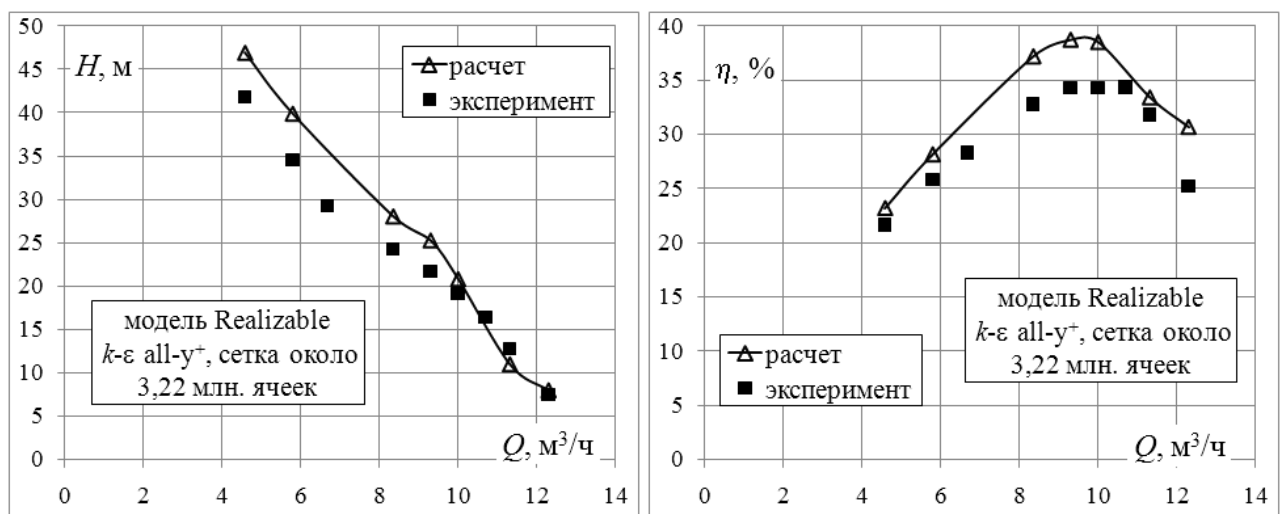 50
45
40
35
30
25
20
15
10
5
0
H, м
расчет
эксперимент
модель Realizable
k-ε all-y⁺, сетка около
3,22 млн. ячеек
Q, м³/ч
0 2 4 6 8 10 12 14
40
35
30
25
20
15
10
5
0
η, %
модель Realizable
k-ε all-y⁺, сетка около
3,22 млн. ячеек
расчет
эксперимент
Q, м³/ч
0 2 4 6 8 10 12 14